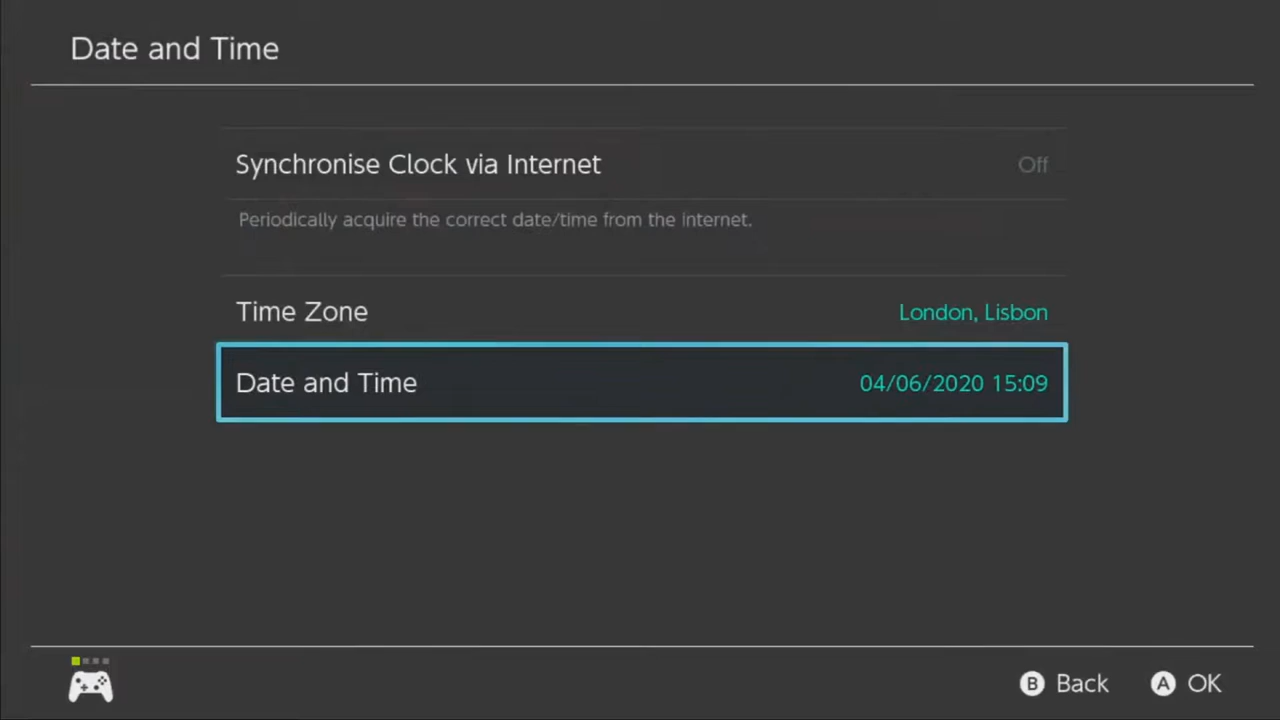 Date and Time
Synchronise Clock via Internet Off
Periodically acquire the correct date/time from the internet.
Time Zone London, Lisbon
Date and Time 04/06/2020 15:09
B Back A OK